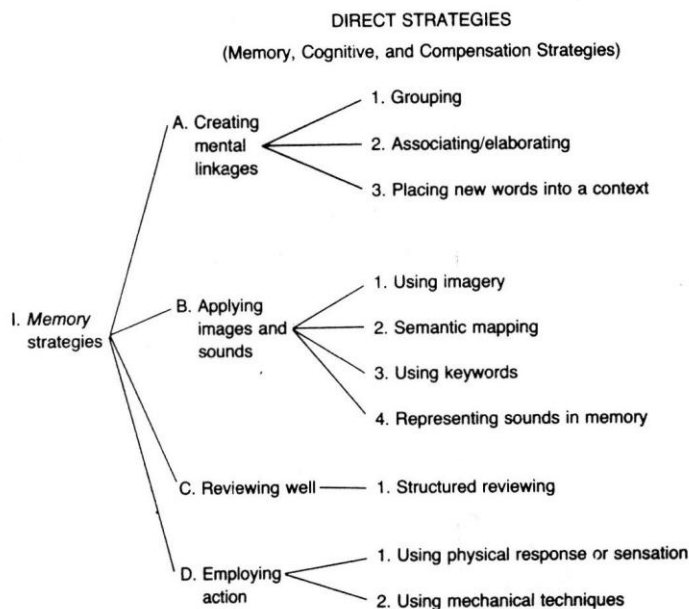 DIRECT STRATEGIES
(Memory, Cognitive, and Compensation Strategies)
A. Creating
mental
linkages
1. Grouping
2. Associating/elaborating
3. Placing new words into a context
I. Memory
strategies
B. Applying
images and
sounds
1. Using imagery
2. Semantic mapping
3. Using keywords
4. Representing sounds in memory
C. Reviewing well
1. Structured reviewing
D. Employing
action
1. Using physical response or sensation
2. Using mechanical techniques